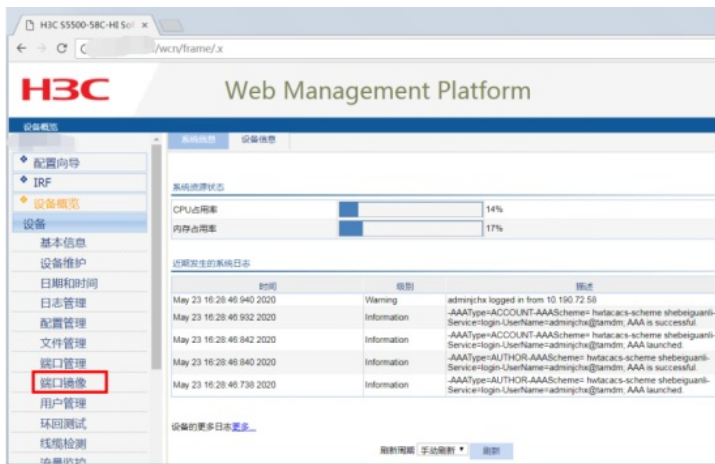 H3C S5500-58C-HI Sof
/wcn/frame/.x
H3C
Web Management Platform
设备概览
系统信息 设备信息
配置向导
IRF
设备概览
设备
基本信息
设备维护
日期和时间
日志管理
配置管理
文件管理
端口管理
端口镜像
用户管理
环回测试
线缆检测
流量监控
系统资源状态
CPU占用率 14%
内存占用率 17%
近期发生的系统日志
时间 级别 描述
May 23 16:28:46:940 2020 Warning adminjchx logged in from 10.190.72.58
May 23 16:28:46:932 2020 Information -AAAType=ACCOUNT-AAAScheme= hwtacacs-scheme shebeiguanli-
Service=login-UserName=adminjchx@tamdm; AAA is successful.
May 23 16:28:46:842 2020 Information -AAAType=ACCOUNT-AAAScheme= hwtacacs-scheme shebeiguanli-
Service=login-UserName=adminjchx@tamdm; AAA launched.
May 23 16:28:46:840 2020 Information -AAAType=AUTHOR-AAAScheme= hwtacacs-scheme shebeiguanli-
Service=login-UserName=adminjchx@tamdm; AAA is successful.
May 23 16:28:46:738 2020 Information -AAAType=AUTHOR-AAAScheme= hwtacacs-scheme shebeiguanli-
Service=login-UserName=adminjchx@tamdm; AAA launched.
设备的更多日志更多...
刷新周期 手动刷新 刷新